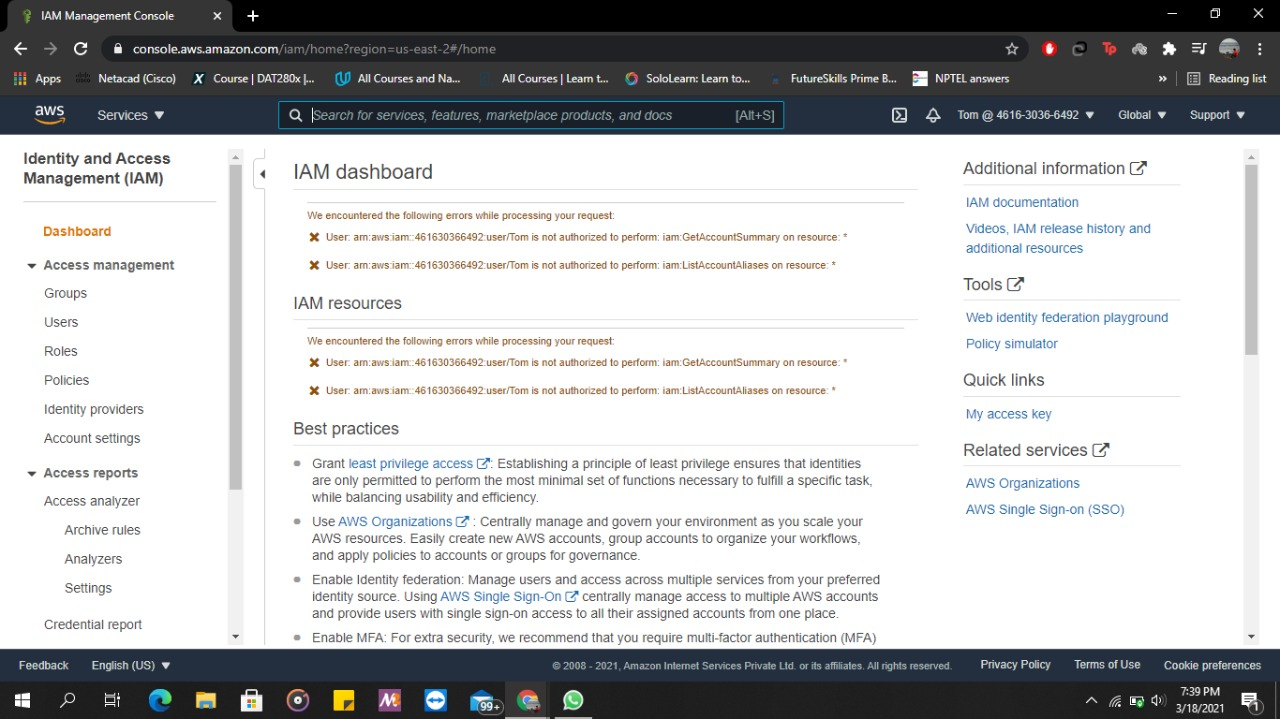 IAM Management Console
console.aws.amazon.com/iam/home?region=us-east-2#/home
Apps Netacad (Cisco) Course | DAT280x |... All Courses and Na... All Courses | Learn t... SoloLearn: Learn to... FutureSkills Prime B... NPTEL answers » Reading list
aws Services Search for services, features, marketplace products, and docs [Alt+S] Tom @ 4616-3036-6492 Global Support
Identity and Access
Management (IAM)
Dashboard
Access management
Groups
Users
Roles
Policies
Identity providers
Account settings
Access reports
Access analyzer
Archive rules
Analyzers
Settings
Credential report
IAM dashboard
We encountered the following errors while processing your request:
User: arn:aws:iam::461630366492:user/Tom is not authorized to perform: iam:GetAccountSummary on resource: *
User: arn:aws:iam::461630366492:user/Tom is not authorized to perform: iam:ListAccountAliases on resource: *
IAM resources
We encountered the following errors while processing your request:
User: arn:aws:iam::461630366492:user/Tom is not authorized to perform: iam:GetAccountSummary on resource: *
User: arn:aws:iam::461630366492:user/Tom is not authorized to perform: iam:ListAccountAliases on resource: *
Best practices
Grant least privilege access : Establishing a principle of least privilege ensures that identities
are only permitted to perform the most minimal set of functions necessary to fulfill a specific task,
while balancing usability and efficiency.
Use AWS Organizations : Centrally manage and govern your environment as you scale your
AWS resources. Easily create new AWS accounts, group accounts to organize your workflows,
and apply policies to accounts or groups for governance.
Enable Identity federation: Manage users and access across multiple services from your preferred
identity source. Using AWS Single Sign-On centrally manage access to multiple AWS accounts
and provide users with single sign-on access to all their assigned accounts from one place.
Enable MFA: For extra security, we recommend that you require multi-factor authentication (MFA)
Additional information
IAM documentation
Videos, IAM release history and
additional resources
Tools
Web identity federation playground
Policy simulator
Quick links
My access key
Related services
AWS Organizations
AWS Single Sign-on (SSO)
Feedback English (US) © 2008 - 2021, Amazon Internet Services Private Ltd. or its affiliates. All rights reserved. Privacy Policy Terms of Use Cookie preferences
99+
7:39 PM
3/18/2021
1